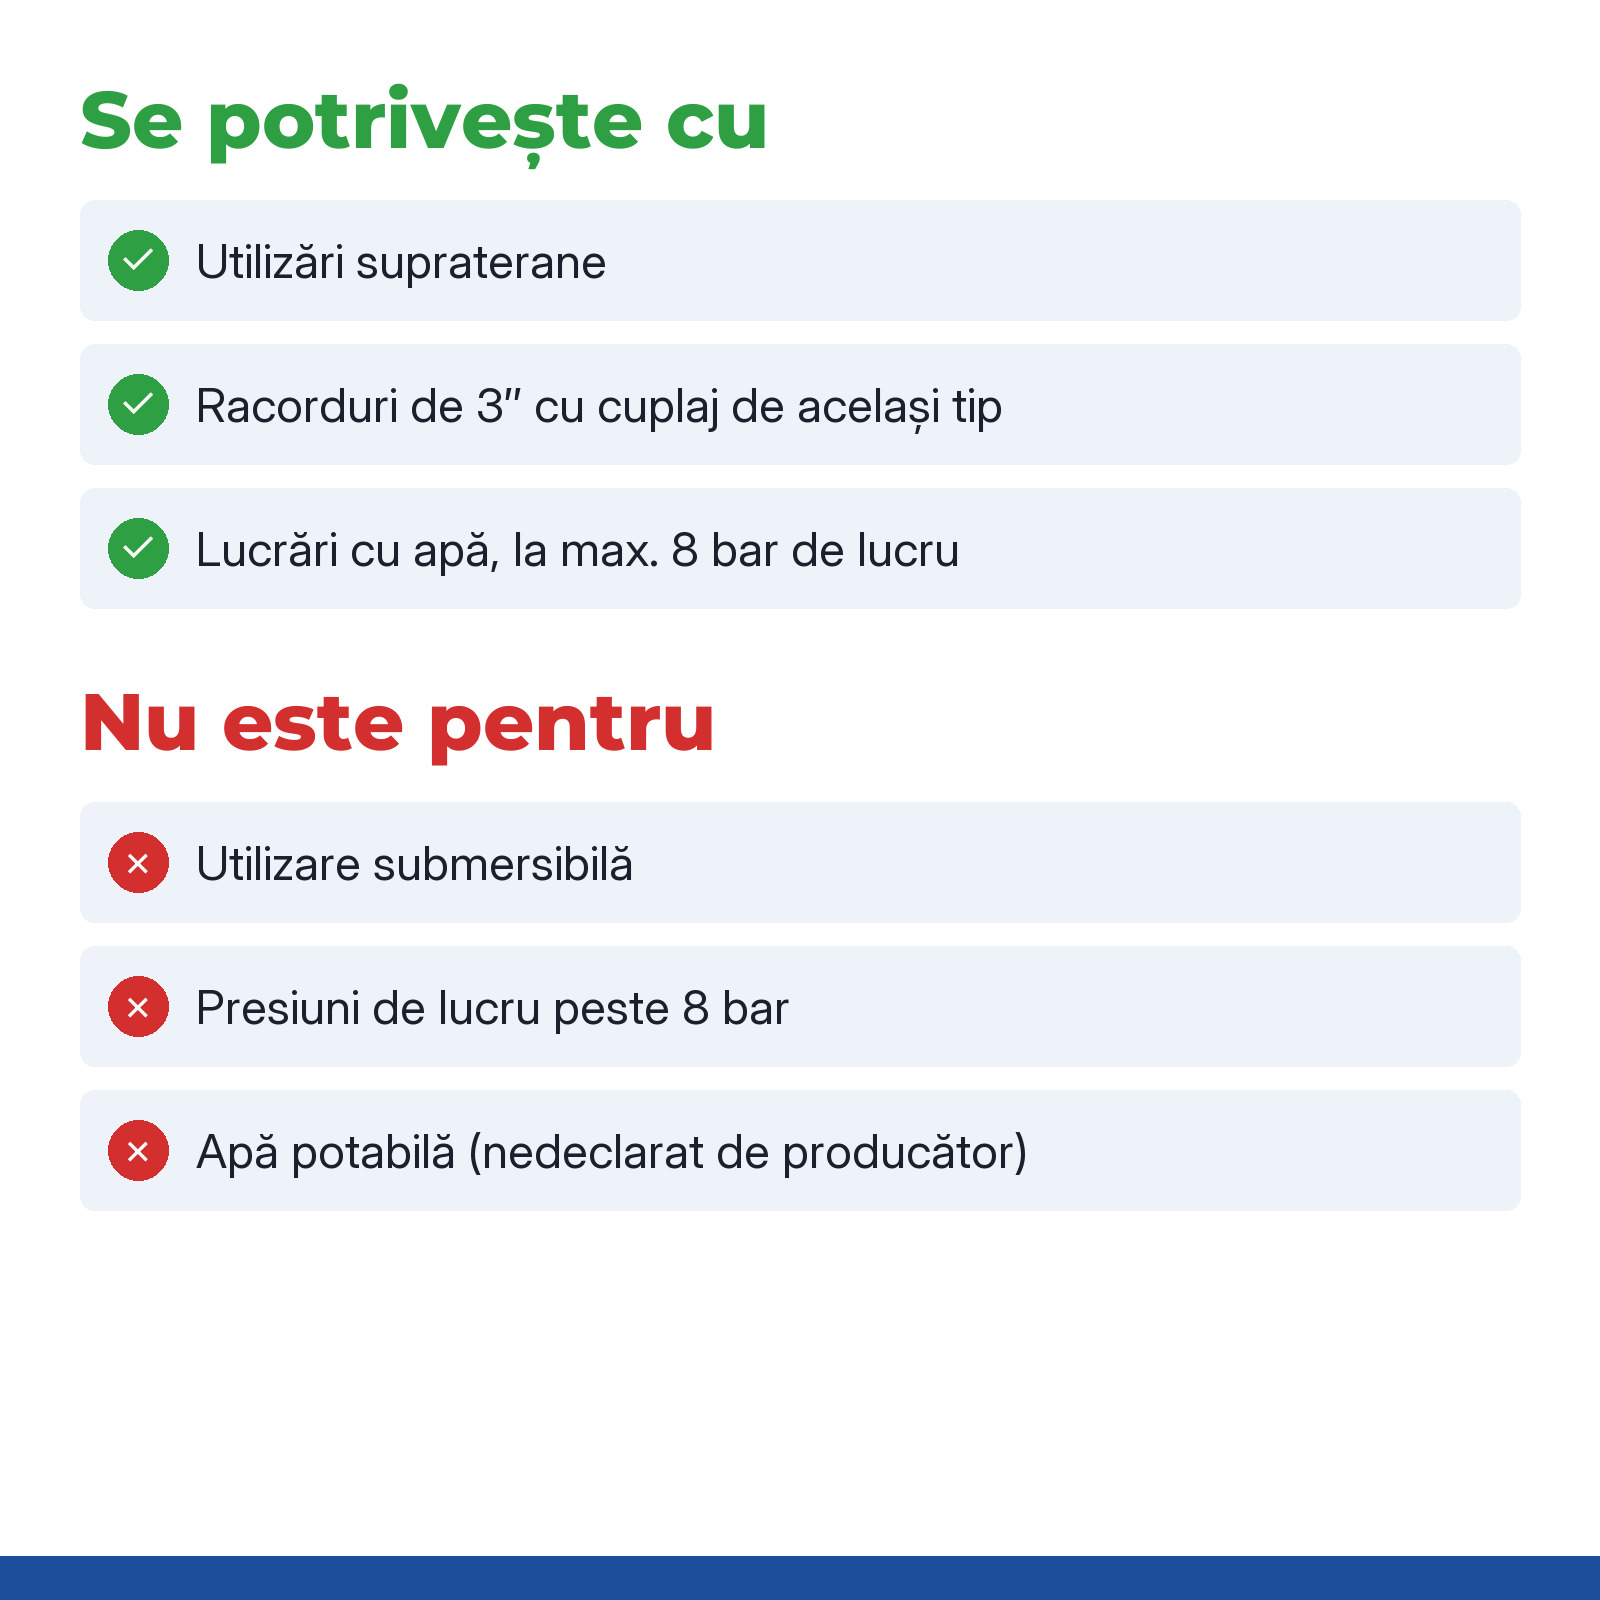 Se potrivește cu
Utilizări supraterane
Racorduri de 3″ cu cuplaj de același tip
Lucrări cu apă, la max. 8 bar de lucru
Nu este pentru
Utilizare submersibilă
Presiuni de lucru peste 8 bar
Apă potabilă (nedeclarat de producător)